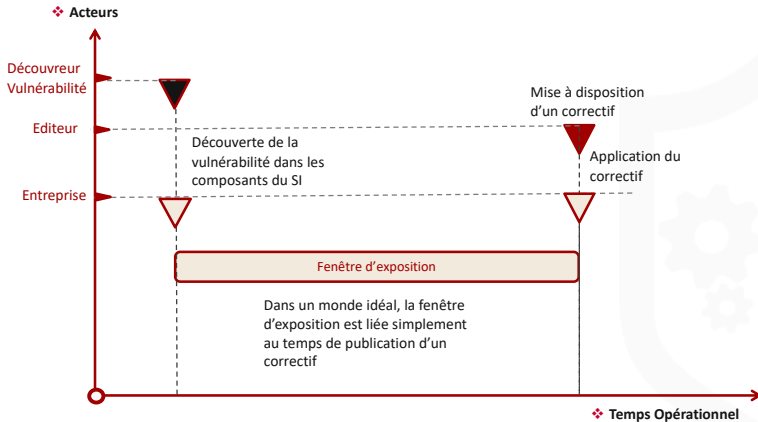 ❖ Acteurs
Découvreur
Vulnérabilité
Mise à disposition
d'un correctif
Editeur
Découverte de la
vulnérabilité dans les
composants du SI
Application du
correctif
Entreprise
Fenêtre d'exposition
Dans un monde idéal, la fenêtre
d'exposition est liée simplement
au temps de publication d'un
correctif
❖ Temps Opérationnel